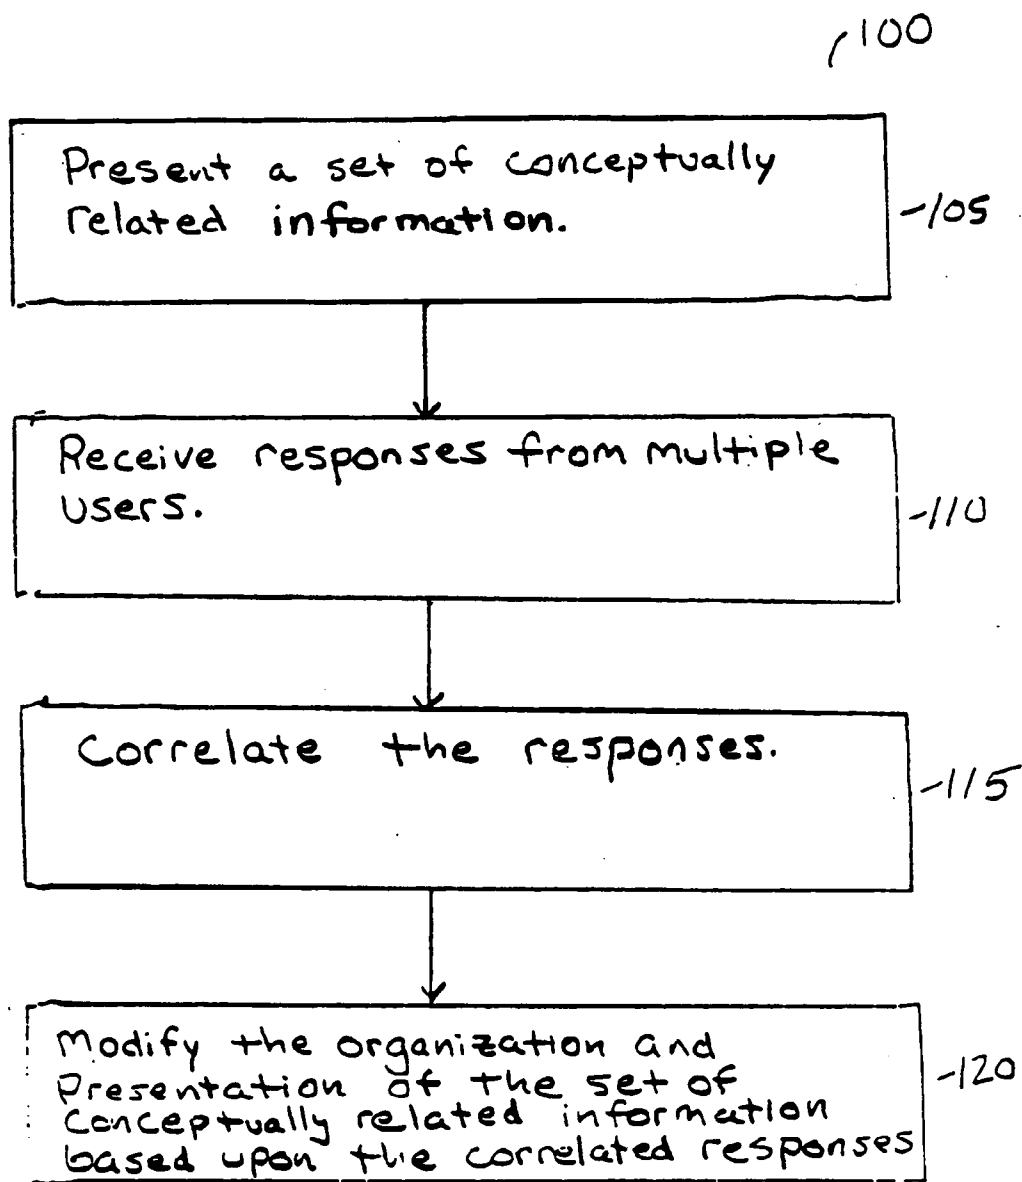 100
Present a set of conceptually
related information.
105
Receive responses from multiple
users.
110
Correlate the responses.
115
Modify the organization and
Presentation of the set of
conceptually related information
based upon the correlated responses
120